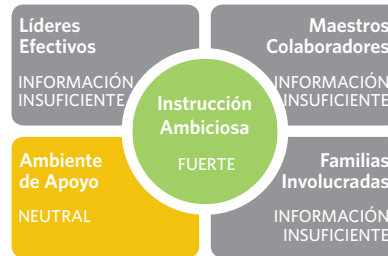 Líderes
Efectivos
INFORMACIÓN
INSUFICIENTE
Maestros
Colaboradores
INFORMACIÓN
INSUFICIENTE
Instrucción
Ambiciosa
FUERTE
Ambiente
de Apoyo
NEUTRAL
Familias
Involucradas
INFORMACIÓN
INSUFICIENTE